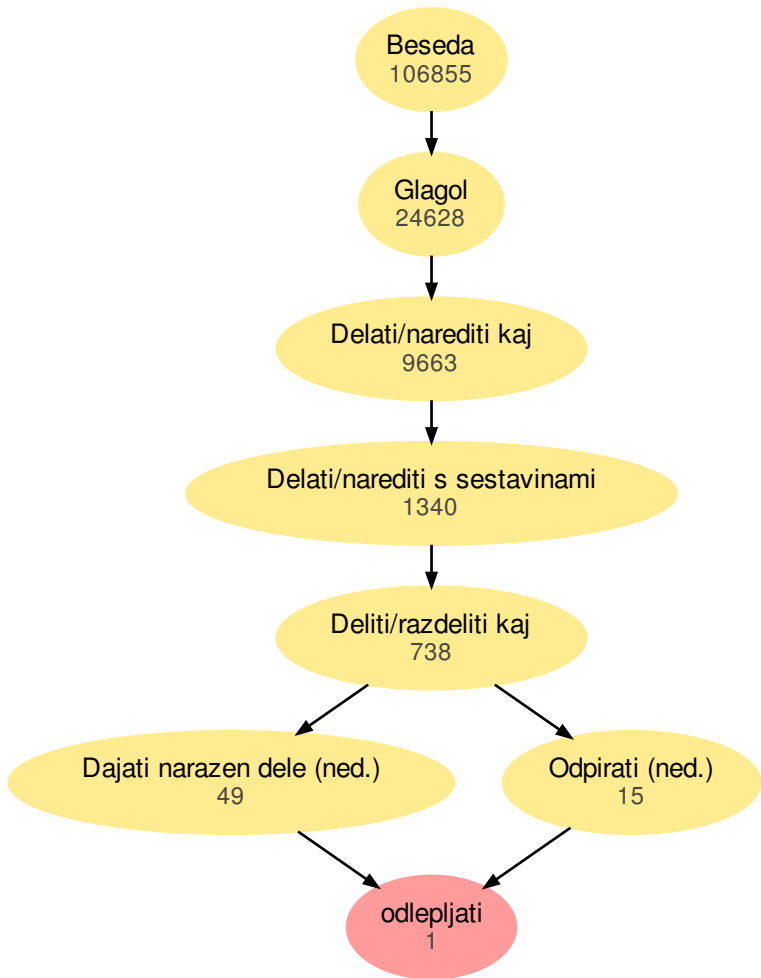 Beseda
106855
Glagol
24628
Delati/narediti kaj
9663
Delati/narediti s sestavinami
1340
Deliti/razdeliti kaj
738
Dajati narazen dele (ned.)
49
Odpirati (ned.)
15
odlepljati
1